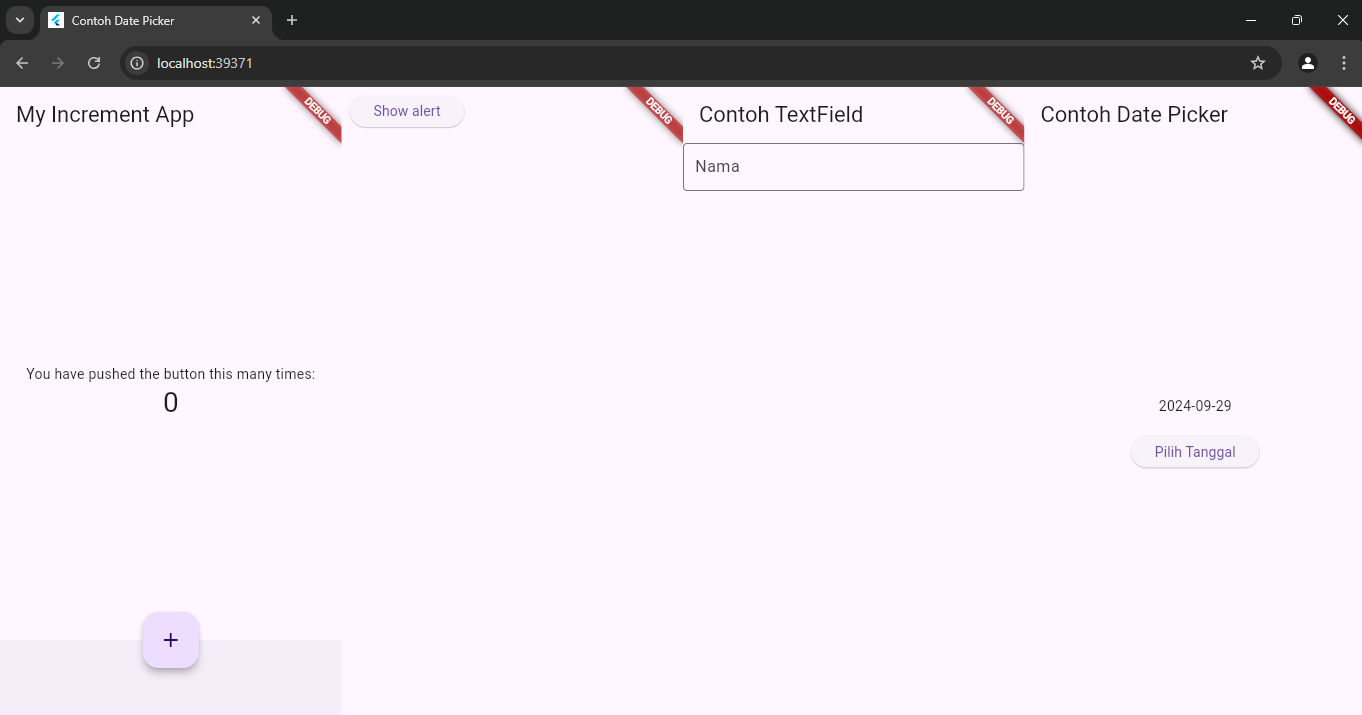 Contoh Date Picker
localhost:39371
My Increment App
DEBUG
Show alert
DEBUG
Contoh TextField
DEBUG
Contoh Date Picker
DEBUG
Nama
You have pushed the button this many times:
0
2024-09-29
Pilih Tanggal
+